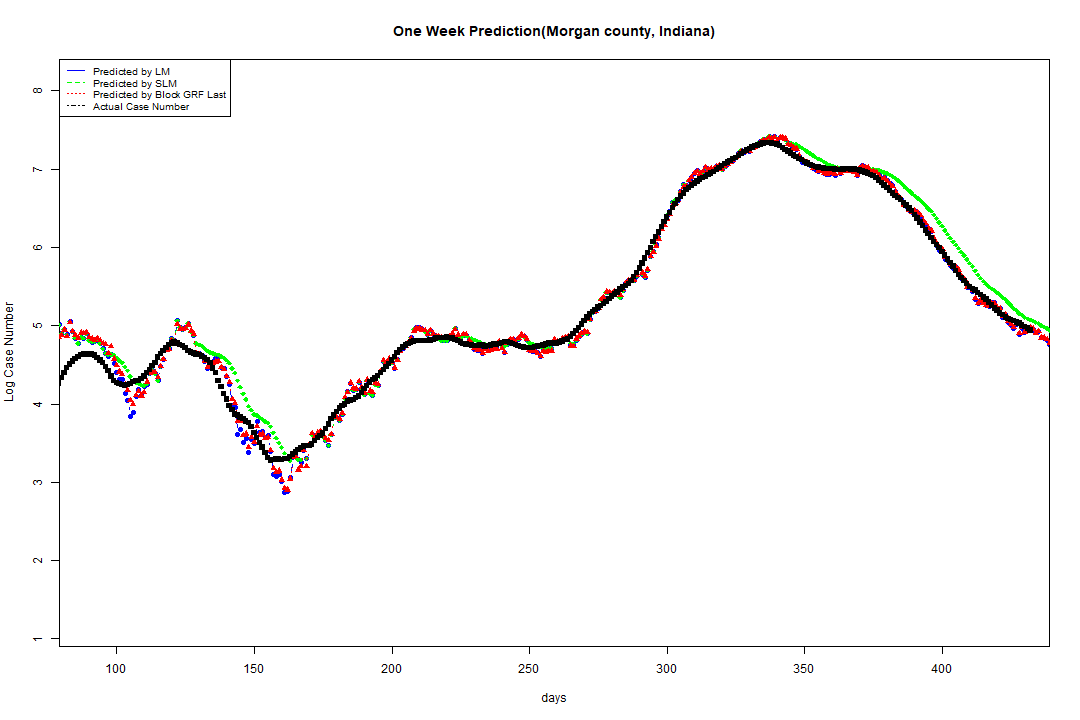 One Week Prediction(Morgan county, Indiana)
Predicted by LM
Predicted by SLM
Predicted by Block GRF Last
Actual Case Number
8
7
6
5
4
3
2
1
Log Case Number
100 150 200 250 300 350 400
days